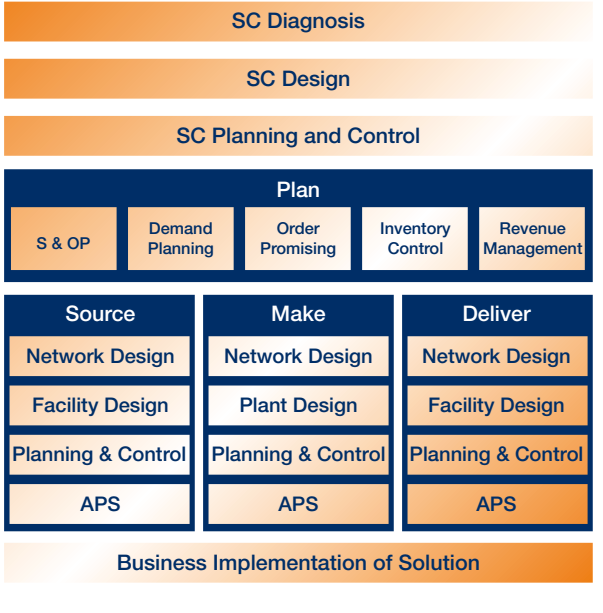 SC Diagnosis
SC Design
SC Planning and Control
Plan
S & OP
Demand
Planning
Order
Promising
Inventory
Control
Revenue
Management
Source
Network Design
Facility Design
Planning & Control
APS
Make
Network Design
Plant Design
Planning & Control
APS
Deliver
Network Design
Facility Design
Planning & Control
APS
Business Implementation of Solution